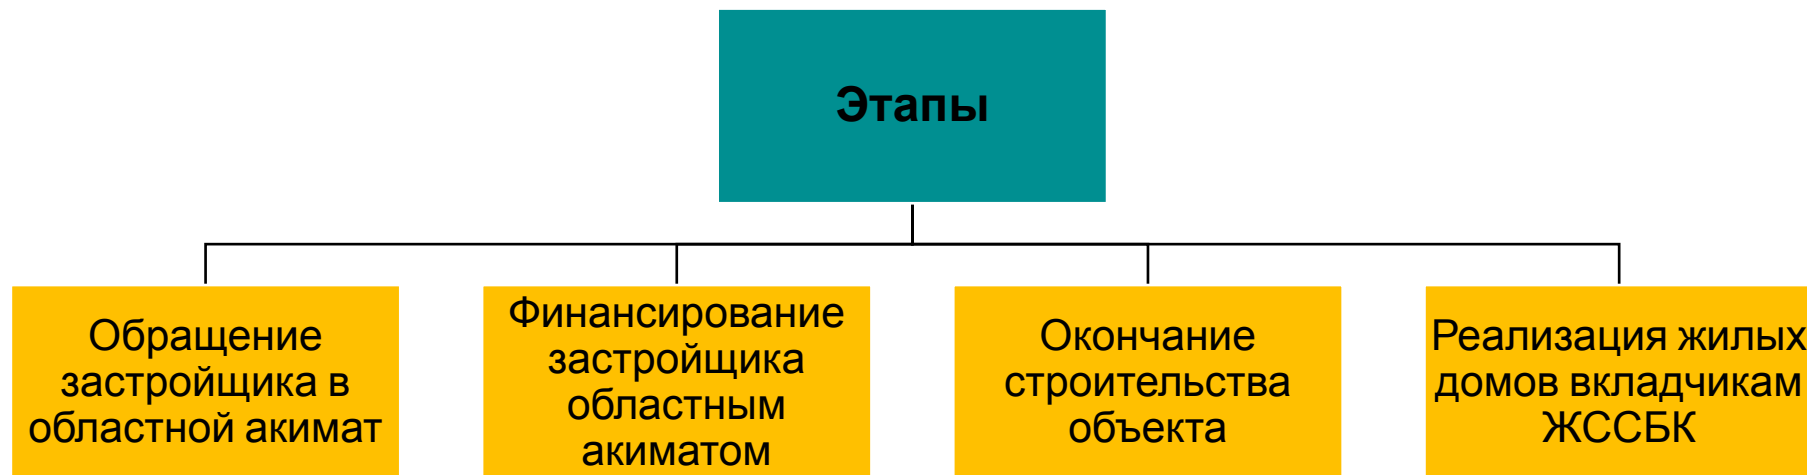 Этапы
Обращение
застройщика в
областной акимат
Финансирование
застройщика
областным
акиматом
Окончание
строительства
объекта
Реализация жилых
домов вкладчикам
ЖССБК